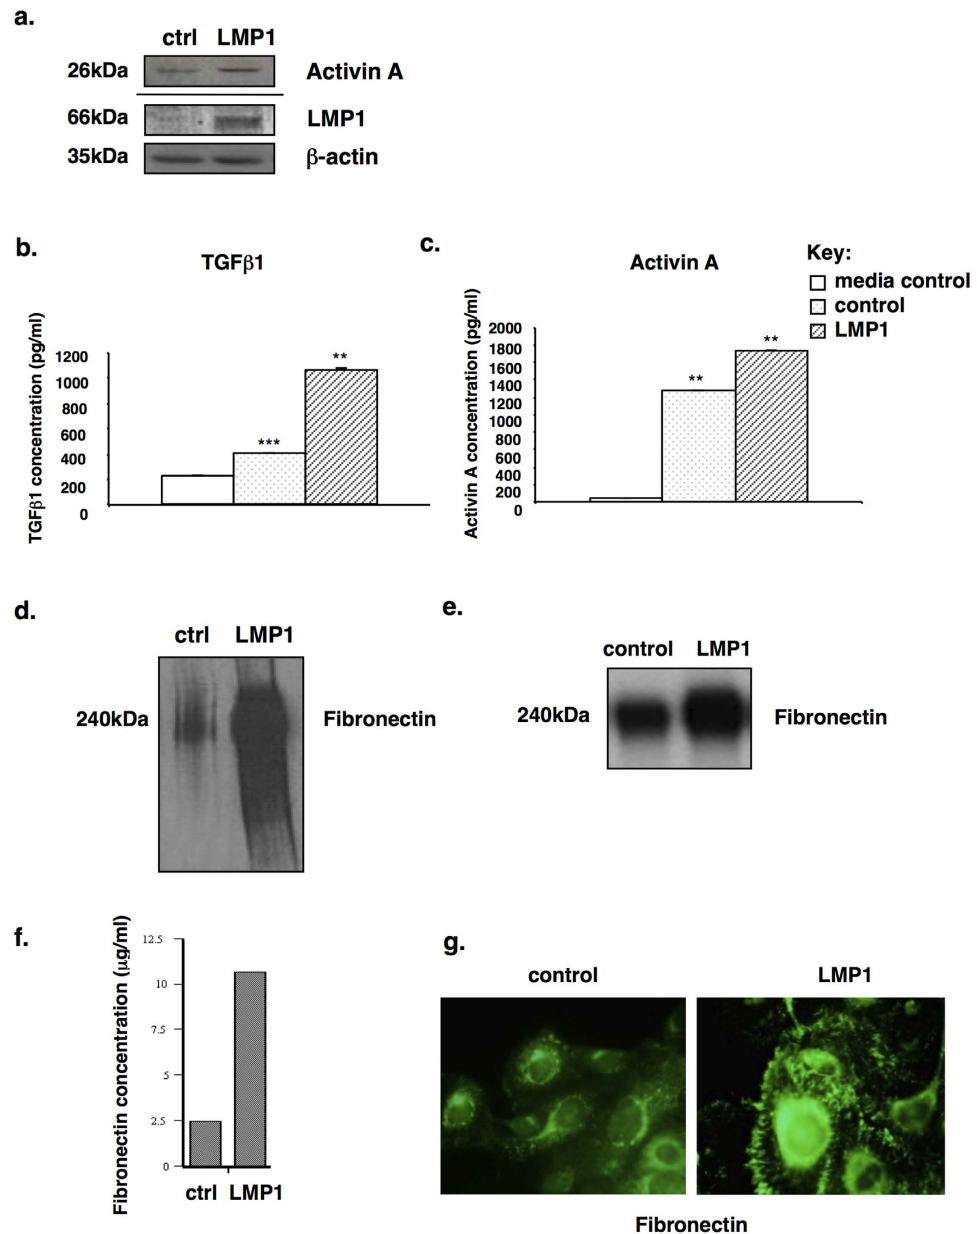 a.
ctrl LMP1
26kDa Activin A
66kDa LMP1
35kDa β-actin
b.
TGFβ1
TGFβ1 concentration (pg/ml)
1200
1000
800
600
400
200
0
***
**
c.
Activin A
Activin A concentration (pg/ml)
2000
1800
1600
1400
1200
1000
800
600
400
200
0
**
**
Key:
media control
control
LMP1
d.
ctrl LMP1
240kDa Fibronectin
e.
control LMP1
240kDa Fibronectin
f.
Fibronectin concentration (μg/ml)
12.5
10
7.5
5
2.5
0
ctrl LMP1
g.
control LMP1
Fibronectin